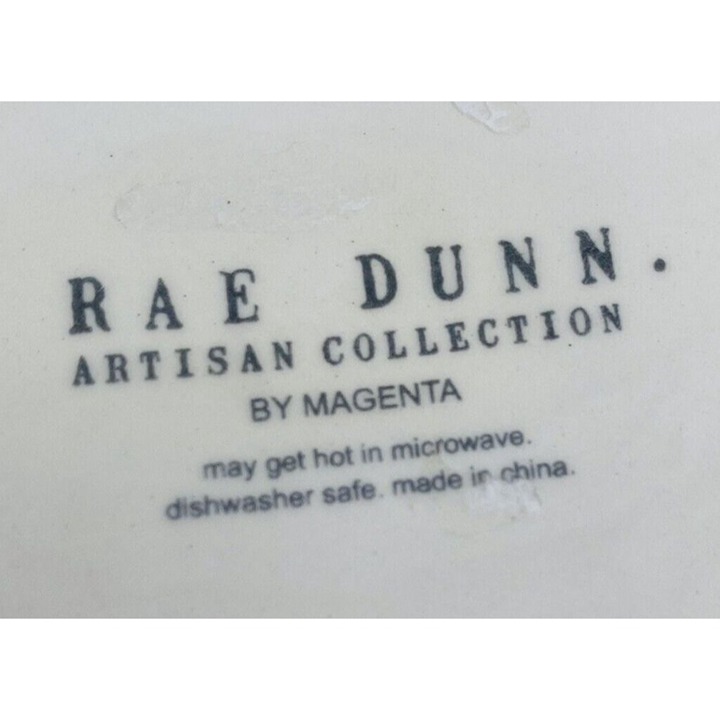 RAE DUNN.
ARTISAN COLLECTION
BY MAGENTA
may get hot in microwave.
dishwasher safe. made in china.